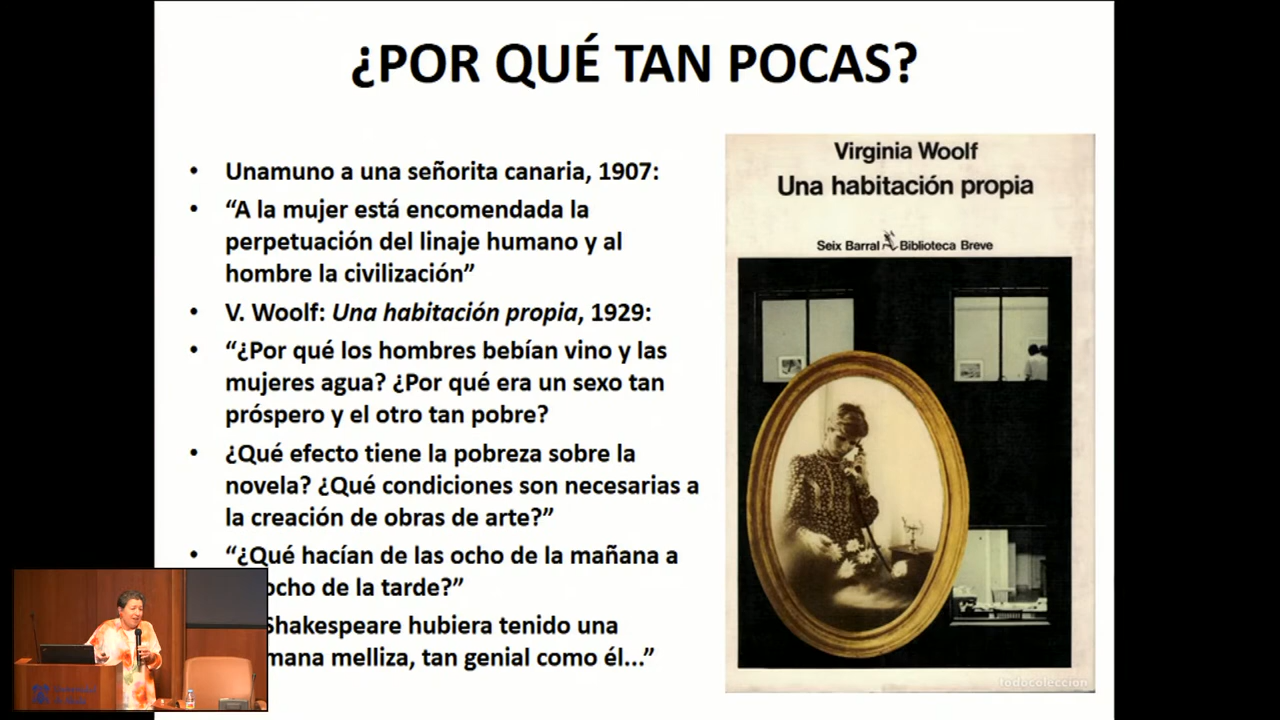 ¿POR QUÉ TAN POCAS?
• Unamuno a una señorita canaria, 1907:
• “A la mujer está encomendada la
perpetuación del linaje humano y al
hombre la civilización”
• V. Woolf: Una habitación propia, 1929:
• “¿Por qué los hombres bebían vino y las
mujeres agua? ¿Por qué era un sexo tan
próspero y el otro tan pobre?
• ¿Qué efecto tiene la pobreza sobre la
novela? ¿Qué condiciones son necesarias a
la creación de obras de arte?”
• “¿Qué hacían de las ocho de la mañana a
ocho de la tarde?”
Shakespeare hubiera tenido una
mana melliza, tan genial como él...”
Virginia Woolf
Una habitación propia
Seix Barral Biblioteca Breve
todocoleccion